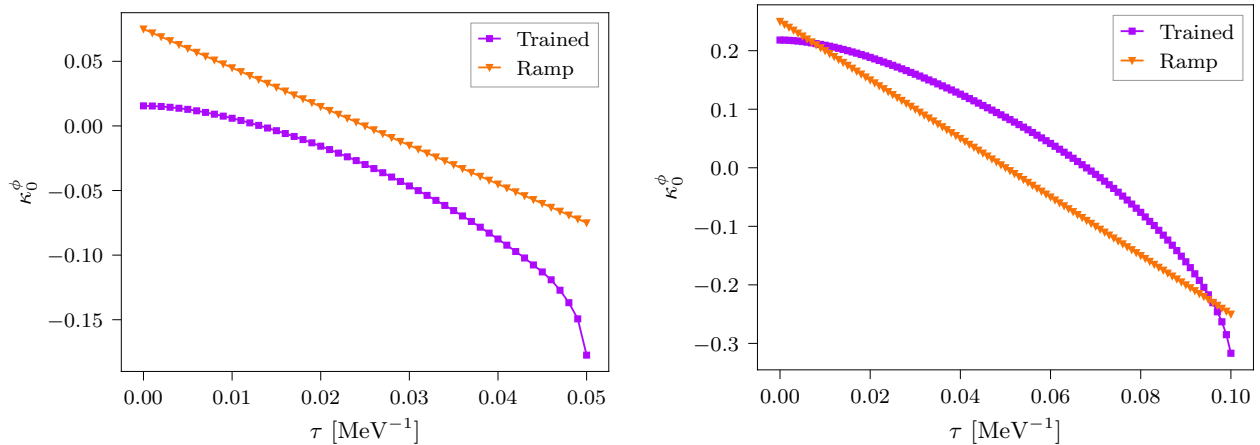 Trained
Ramp
0.05
0.00
−0.05
−0.10
−0.15
κ₀^ϕ
0.00 0.01 0.02 0.03 0.04 0.05
τ [MeV⁻¹]
Trained
Ramp
0.2
0.1
0.0
−0.1
−0.2
−0.3
κ₀^ϕ
0.00 0.02 0.04 0.06 0.08 0.10
τ [MeV⁻¹]